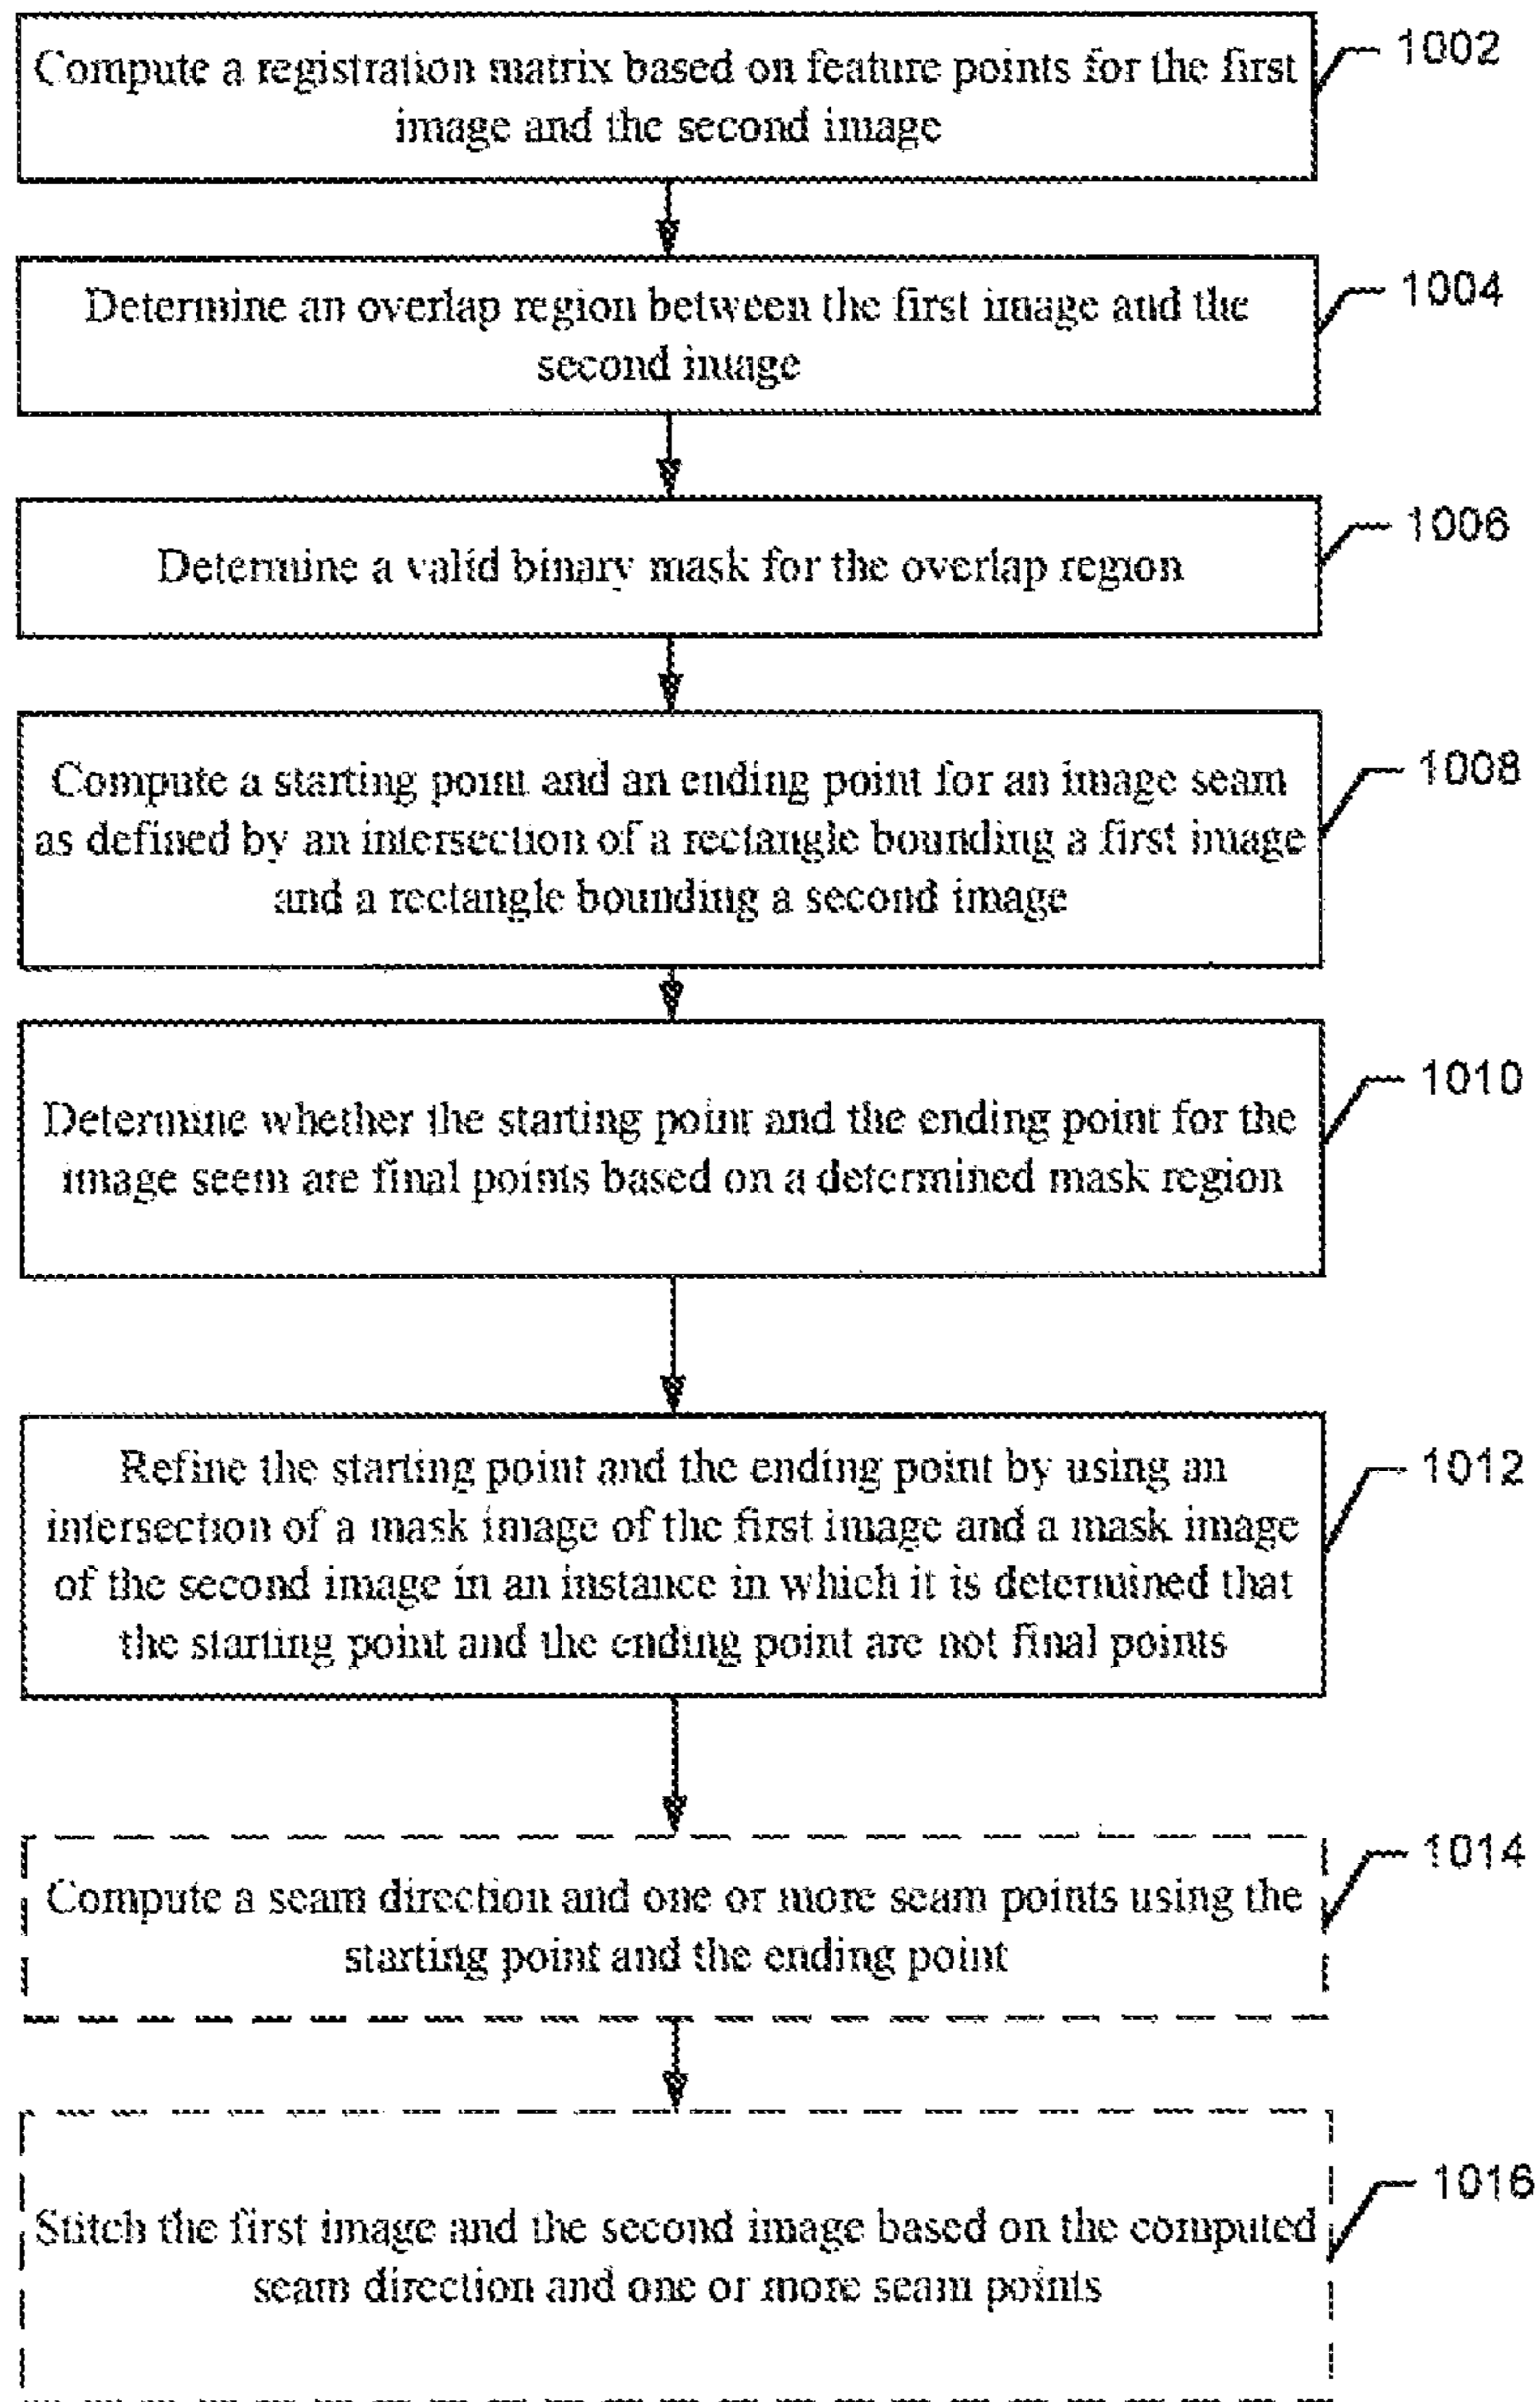 Compute a registration matrix based on feature points for the first
image and the second image
1002
Determine an overlap region between the first image and the
second image
1004
Determine a valid binary mask for the overlap region
1006
Compute a starting point and an ending point for an image seam
as defined by an intersection of a rectangle bounding a first image
and a rectangle bounding a second image
1008
Determine whether the starting point and the ending point for the
image seem are final points based on a determined mask region
1010
Refine the starting point and the ending point by using an
intersection of a mask image of the first image and a mask image
of the second image in an instance in which it is determined that
the starting point and the ending point are not final points
1012
Compute a seam direction and one or more seam points using the
starting point and the ending point
1014
Stitch the first image and the second image based on the computed
seam direction and one or more seam points
1016